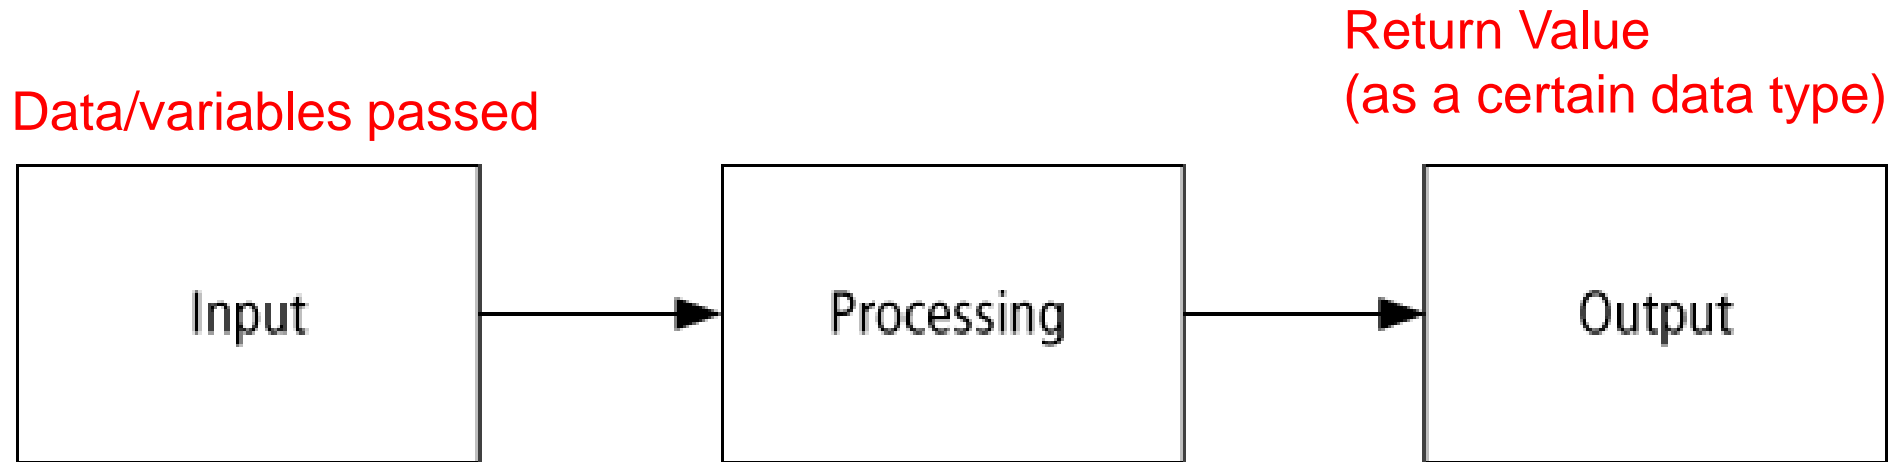 Return Value
(as a certain data type)
Data/variables passed
Input
Processing
Output